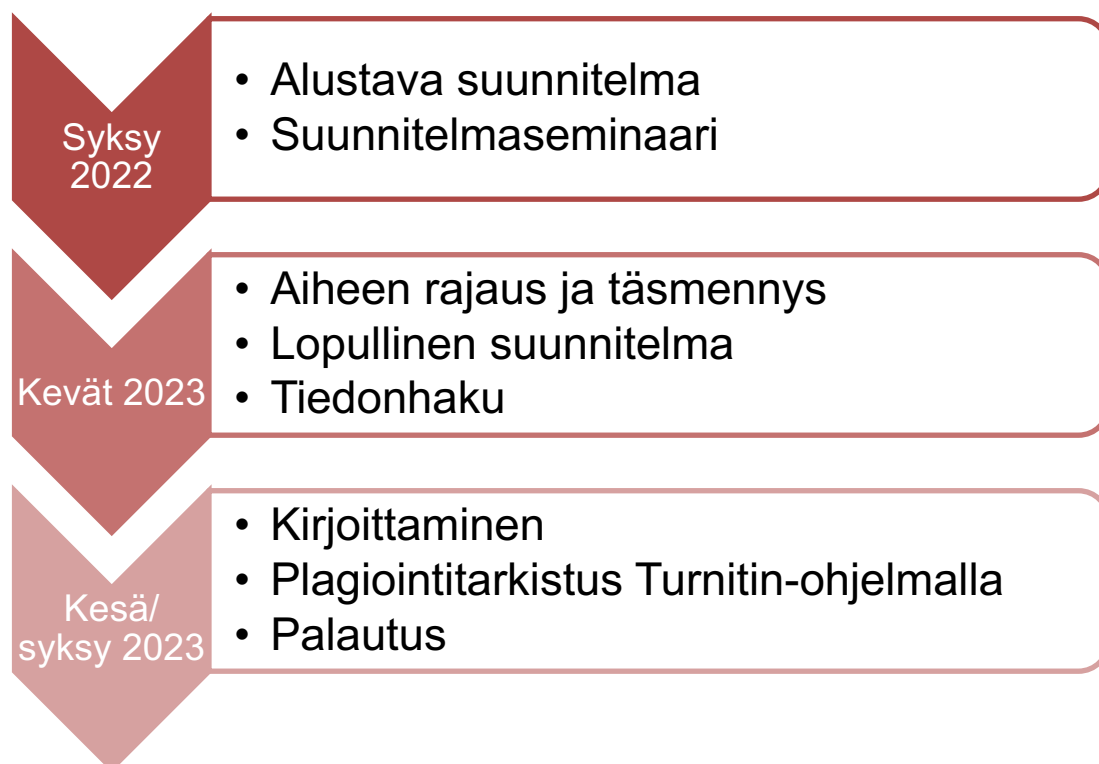 Syksy
2022
• Alustava suunnitelma
• Suunnitelmaseminaari
Kevät 2023
• Aiheen rajaus ja täsmennys
• Lopullinen suunnitelma
• Tiedonhaku
Kesä/
syksy 2023
• Kirjoittaminen
• Plagiointitarkistus Turnitin-ohjelmalla
• Palautus